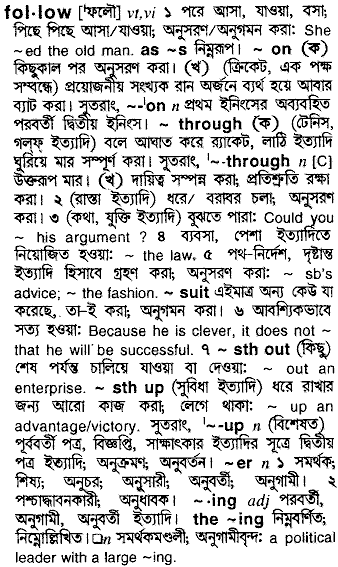 fol·low [ˈফলৌ] vt,vi ১ পরে আসা, যাওয়া, বসা;
পিছে পিছে আসা/যাওয়া; অনুসরণ/অনুগমন করা: She
~ed the old man. as ~s নিম্নরূপ। ~ on (ক)
কিছুকাল পর অনুসরণ করা। (খ) (ক্রিকেট, এক পক্ষ
সম্বন্ধে) প্রয়োজনীয় সংখ্যক রান অর্জনে ব্যর্থ হয়ে আবার
ব্যাট করা। সুতরাং, ~-ˈon n প্রথম ইনিংসের অব্যবহিত
পরবর্তী দ্বিতীয় ইনিংস। ~ through (ক) (টেনিস,
গল্‌ফ্ ইত্যাদি) বলে আঘাত করে র‌্যাকেট, লাঠি ইত্যাদি
ঘুরিয়ে মার সম্পূর্ণ করা। সুতরাং, ˈ~-through n [C]
উক্তরূপ মার। (খ) দায়িত্ব সম্পন্ন করা; প্রতিশ্রুতি রক্ষা
করা। ২ (রাস্তা ইত্যাদি) ধরে/ বরাবর চলা; অনুসরণ
করা। ৩ (কথা, যুক্তি ইত্যাদি) বুঝতে পারা: Could you
~ his argument ? ৪ ব্যবসা, পেশা ইত্যাদিতে
নিয়োজিত হওয়া: ~ the law. ৫ পথ-নির্দেশ, দৃষ্টান্ত
ইত্যাদি হিসাবে গ্রহণ করা; অনুসরণ করা: ~ sb's
advice; ~ the fashion. ~ suit এইমাত্র অন্য কেউ যা
করেছে, তা-ই করা; অনুগমন করা। ৬ আবশ্যিকভাবে
সত্য হওয়া: Because he is clever, it does not ~
that he will be successful. ৭ ~ sth out (কিছু)
শেষ পর্যন্ত চালিয়ে যাওয়া বা দেওয়া: ~ out an
enterprise. ~ sth up (সুবিধা ইত্যাদি) ধরে রাখার
জন্য আরো কাজ করা; লেগে থাকা: ~ up an
advantage/victory. সুতরাং, ˈ~-up n (বিশেষত)
পূর্ববর্তী পত্র, বিজ্ঞপ্তি, সাক্ষাৎকার ইত্যাদির সূত্রে দ্বিতীয়
পত্র ইত্যাদি; অনুক্রমণ; অনুবর্তন। ~er n ১ সমর্থক;
শিষ্য; অনুচর; অনুসারী; অনুবর্তী; অনুগামী। ২
পশ্চাদ্ধাবনকারী; অনুধাবক। ~·ing adj পরবর্তী,
অনুগামী, অনুবর্তী ইত্যাদি। the ~ing নিম্নবর্ণিত;
নিম্নোল্লিখিত। □n সমর্থকমণ্ডলী; অনুগামীবৃন্দ: a political
leader with a large ~ing.